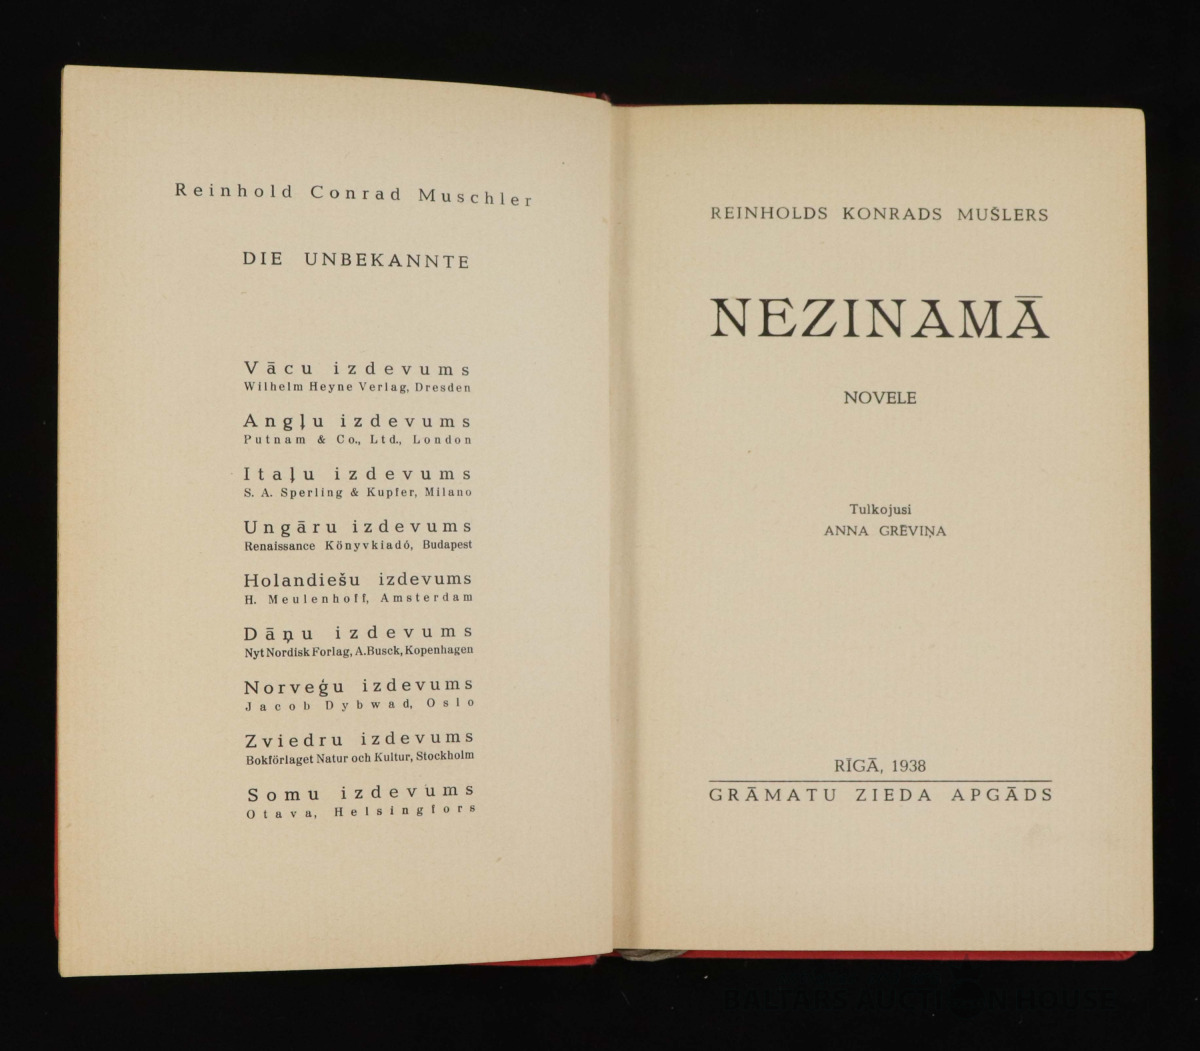 Reinhold Conrad Muschler
DIE UNBEKANNTE
Vācu izdevums
Wilhelm Heyne Verlag, Dresden
Angļu izdevums
Putnam & Co., Ltd., London
Itaļu izdevums
S. A. Sperling & Kupfer, Milano
Ungāru izdevums
Renaissance Könyvkiadó, Budapest
Holandiešu izdevums
H. Meulenhoff, Amsterdam
Dāņu izdevums
Nyt Nordisk Forlag, A. Busck, Kopenhagen
Norveģu izdevums
Jacob Dybwad, Oslo
Zviedru izdevums
Bokförlaget Natur och Kultur, Stockholm
Somu izdevums
Otava, Helsingfors
REINHOLDS KONRADS MUŠLERS
NEZINAMĀ
NOVELE
Tulkojusi
ANNA GRĒVIŅA
RĪGĀ, 1938
GRĀMATU ZIEDA APGĀDS
BALTARS AUCTION HOUSE